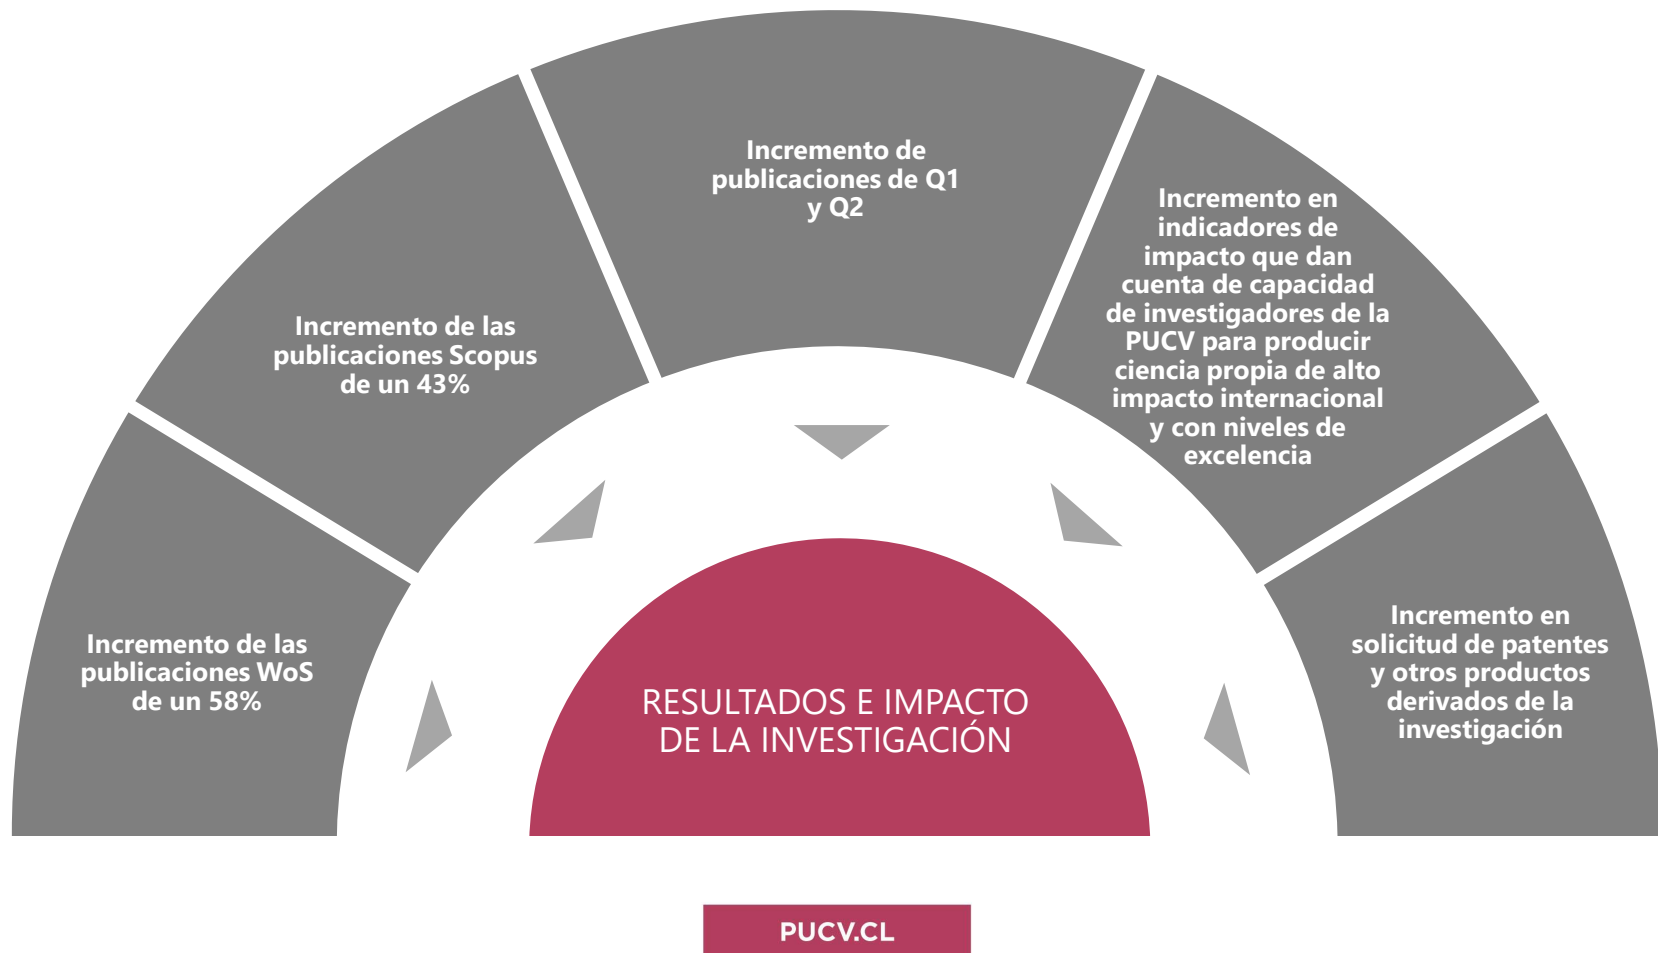 Incremento de las
publicaciones WoS
de un 58%
Incremento de las
publicaciones Scopus
de un 43%
Incremento de
publicaciones de Q1
y Q2
Incremento en
indicadores de
impacto que dan
cuenta de capacidad
de investigadores de la
PUCV para producir
ciencia propia de alto
impacto internacional
y con niveles de
excelencia
Incremento en
solicitud de patentes
y otros productos
derivados de la
investigación
RESULTADOS E IMPACTO
DE LA INVESTIGACIÓN
PUCV.CL